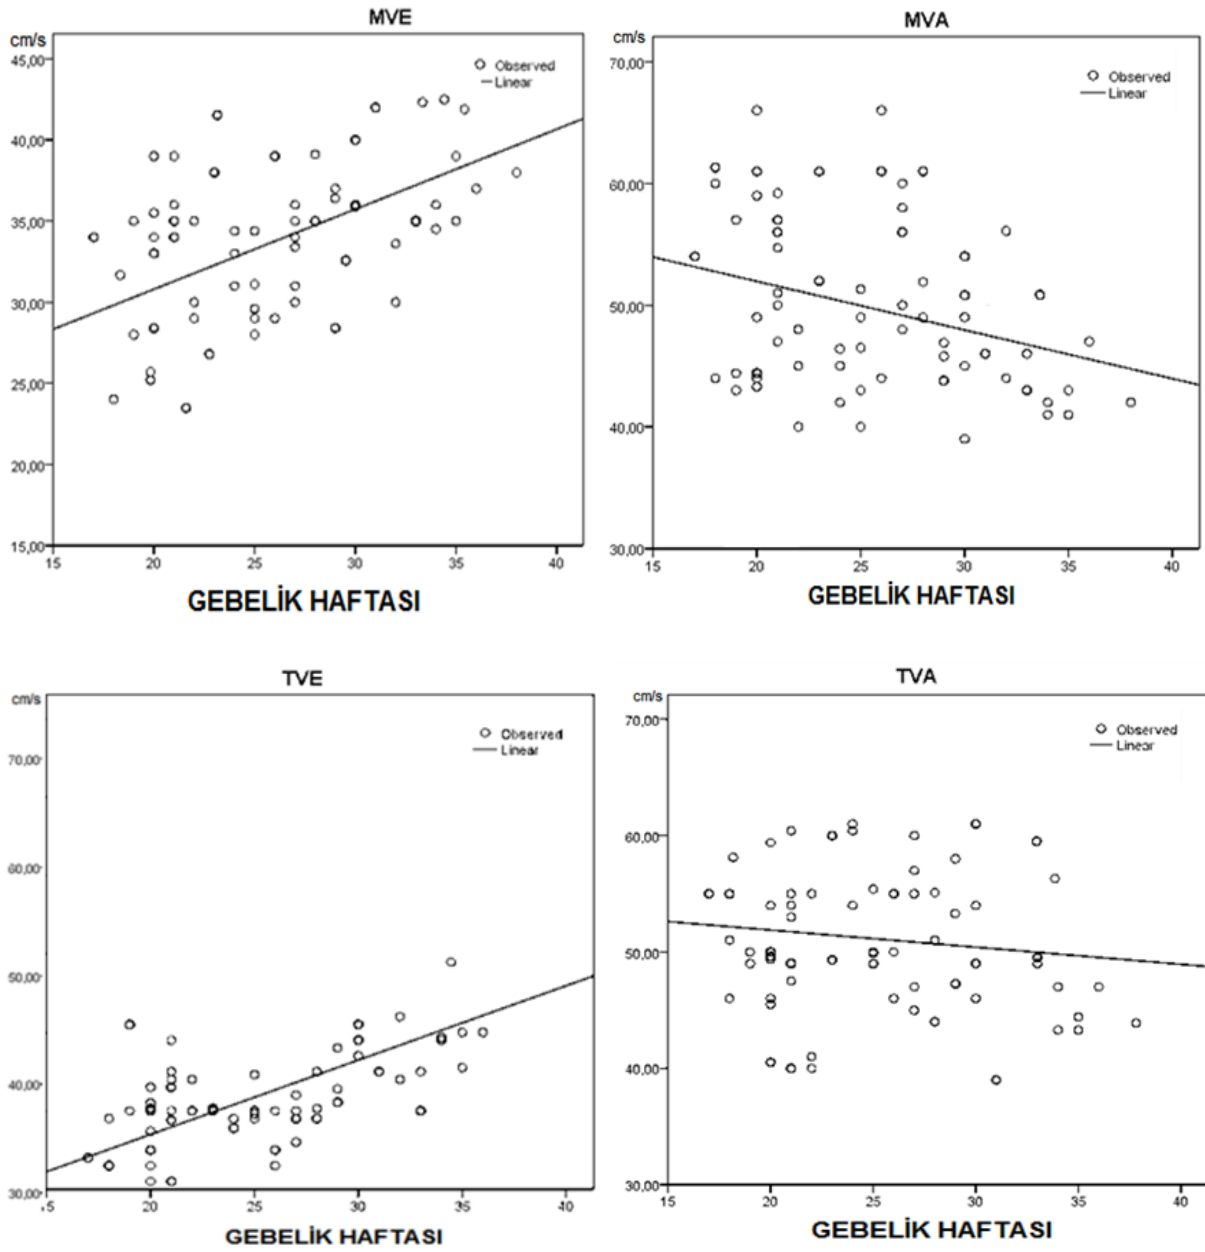 MVE
cm/s
45,00
Observed
Linear
40,00
35,00
30,00
25,00
20,00
15,00
15 20 25 30 35 40
GEBELİK HAFTASI
MVA
cm/s
70,00
Observed
Linear
60,00
50,00
40,00
30,00
15 20 25 30 35 40
GEBELİK HAFTASI
TVE
cm/s
Observed
Linear
70,00
60,00
50,00
40,00
30,00
15 20 25 30 35 40
GEBELİK HAFTASI
TVA
cm/s
70,00
Observed
Linear
60,00
50,00
40,00
30,00
15 20 25 30 35 40
GEBELİK HAFTASI